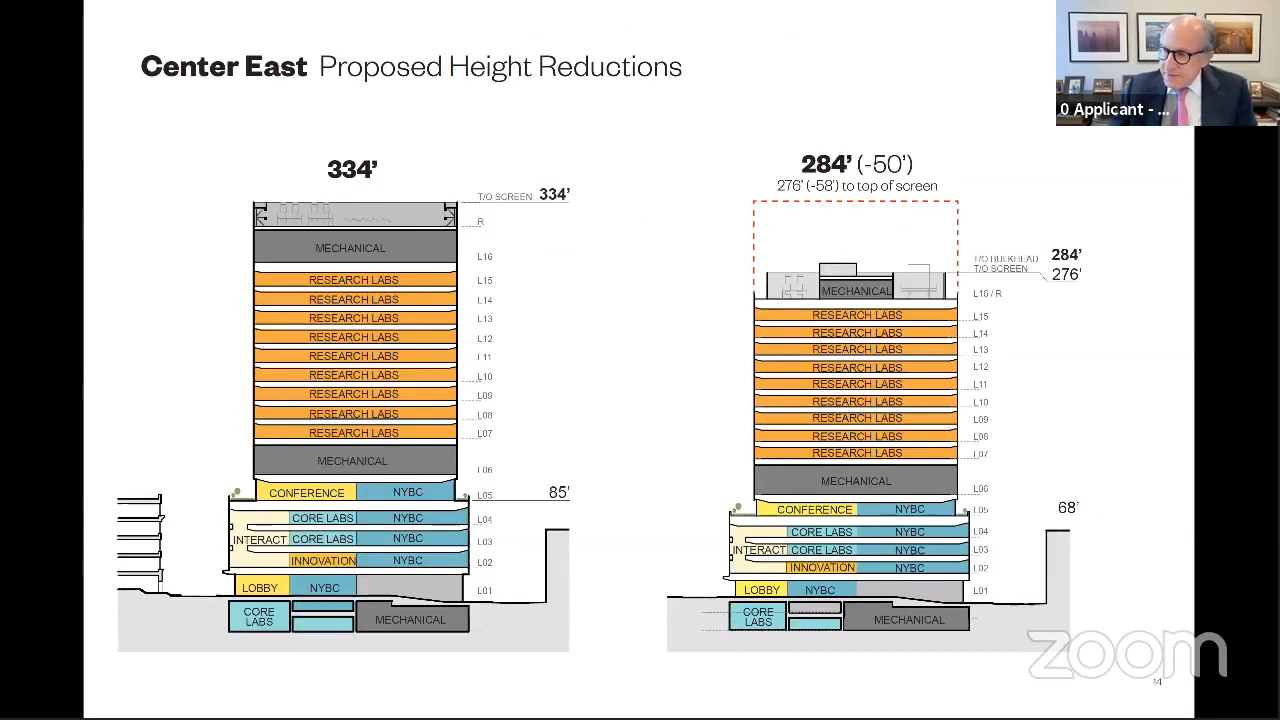 Center East Proposed Height Reductions
0 Applicant - ...
334’
T/O SCREEN 334’
R
MECHANICAL
L16
RESEARCH LABS L15
RESEARCH LABS L14
RESEARCH LABS L13
RESEARCH LABS L12
RESEARCH LABS L11
RESEARCH LABS L10
RESEARCH LABS L09
RESEARCH LABS L08
RESEARCH LABS L07
MECHANICAL
L06
CONFERENCE NYBC L05
85’
CORE LABS NYBC L04
INTERACT CORE LABS NYBC L03
INNOVATION NYBC L02
LOBBY NYBC L01
CORE
LABS
MECHANICAL
284’ (-50’)
276’ (-58’) to top of screen
T/O BULKHEAD 284’
T/O SCREEN 276’
MECHANICAL L16 / R
RESEARCH LABS L15
RESEARCH LABS L14
RESEARCH LABS L13
RESEARCH LABS L12
RESEARCH LABS L11
RESEARCH LABS L10
RESEARCH LABS L09
RESEARCH LABS L08
RESEARCH LABS L07
MECHANICAL
L06
CONFERENCE NYBC L05
68’
CORE LABS NYBC L04
INTERACT CORE LABS NYBC L03
INNOVATION NYBC L02
LOBBY NYBC L01
CORE
LABS
MECHANICAL
zoom
14